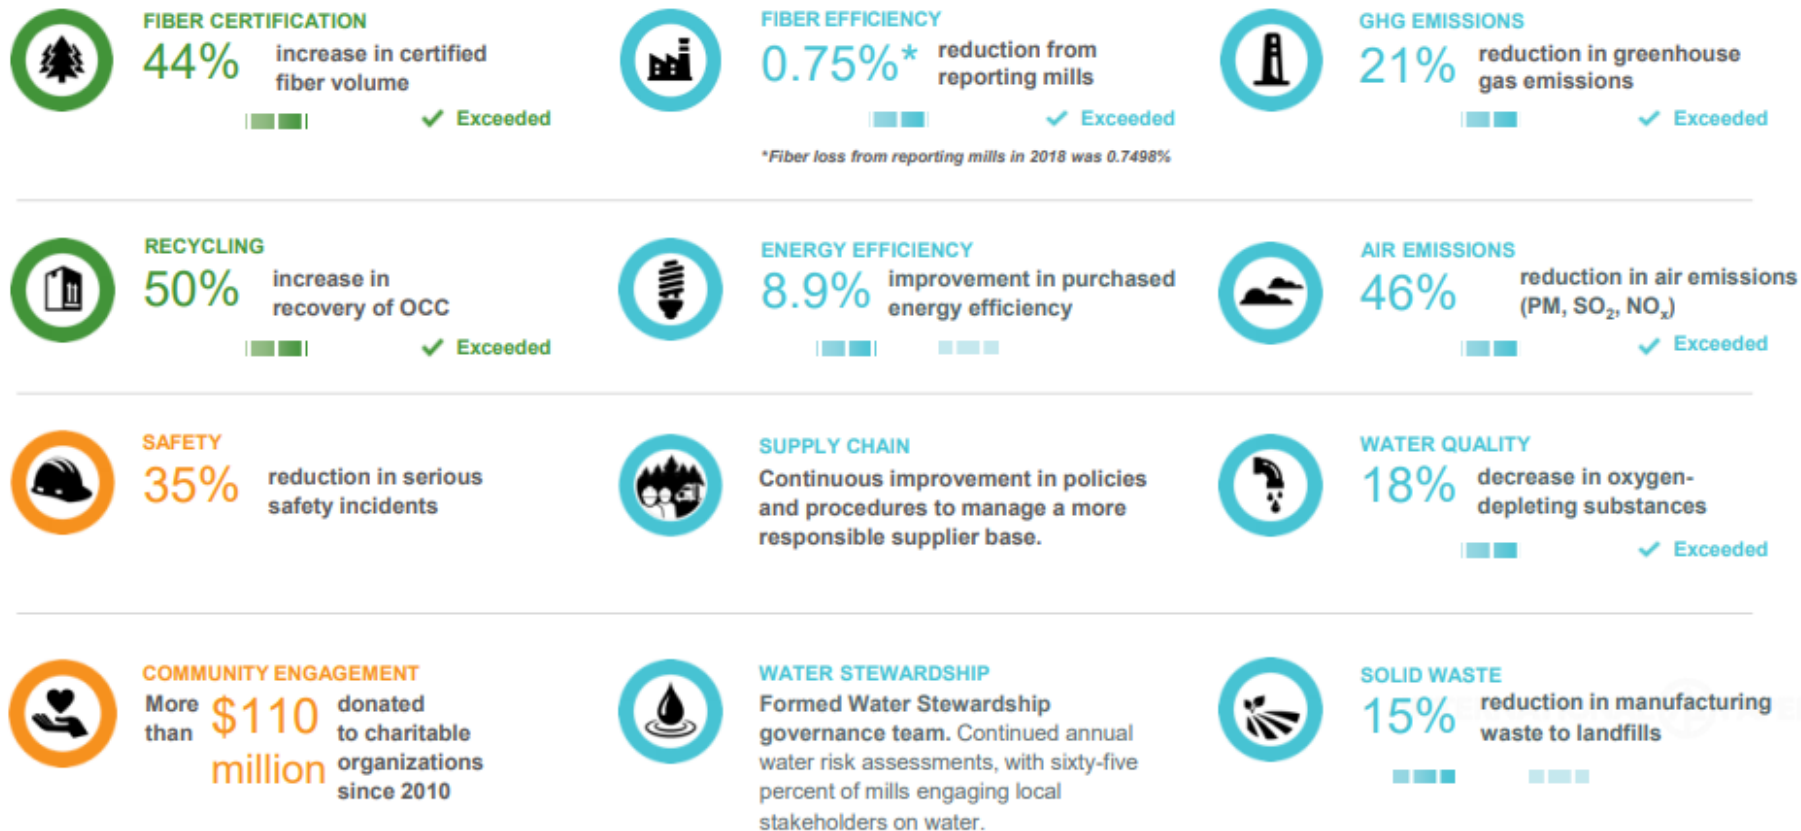 FIBER CERTIFICATION
44% increase in certified
fiber volume
Exceeded
FIBER EFFICIENCY
0.75%* reduction from
reporting mills
Exceeded
*Fiber loss from reporting mills in 2018 was 0.7498%
GHG EMISSIONS
21% reduction in greenhouse
gas emissions
Exceeded
RECYCLING
50% increase in
recovery of OCC
Exceeded
ENERGY EFFICIENCY
8.9% improvement in purchased
energy efficiency
AIR EMISSIONS
46% reduction in air emissions
(PM, SO₂, NOₓ)
Exceeded
SAFETY
35% reduction in serious
safety incidents
SUPPLY CHAIN
Continuous improvement in policies
and procedures to manage a more
responsible supplier base.
WATER QUALITY
18% decrease in oxygen-
depleting substances
Exceeded
COMMUNITY ENGAGEMENT
More than $110 million donated
to charitable
organizations
since 2010
WATER STEWARDSHIP
Formed Water Stewardship
governance team. Continued annual
water risk assessments, with sixty-five
percent of mills engaging local
stakeholders on water.
SOLID WASTE
15% reduction in manufacturing
waste to landfills